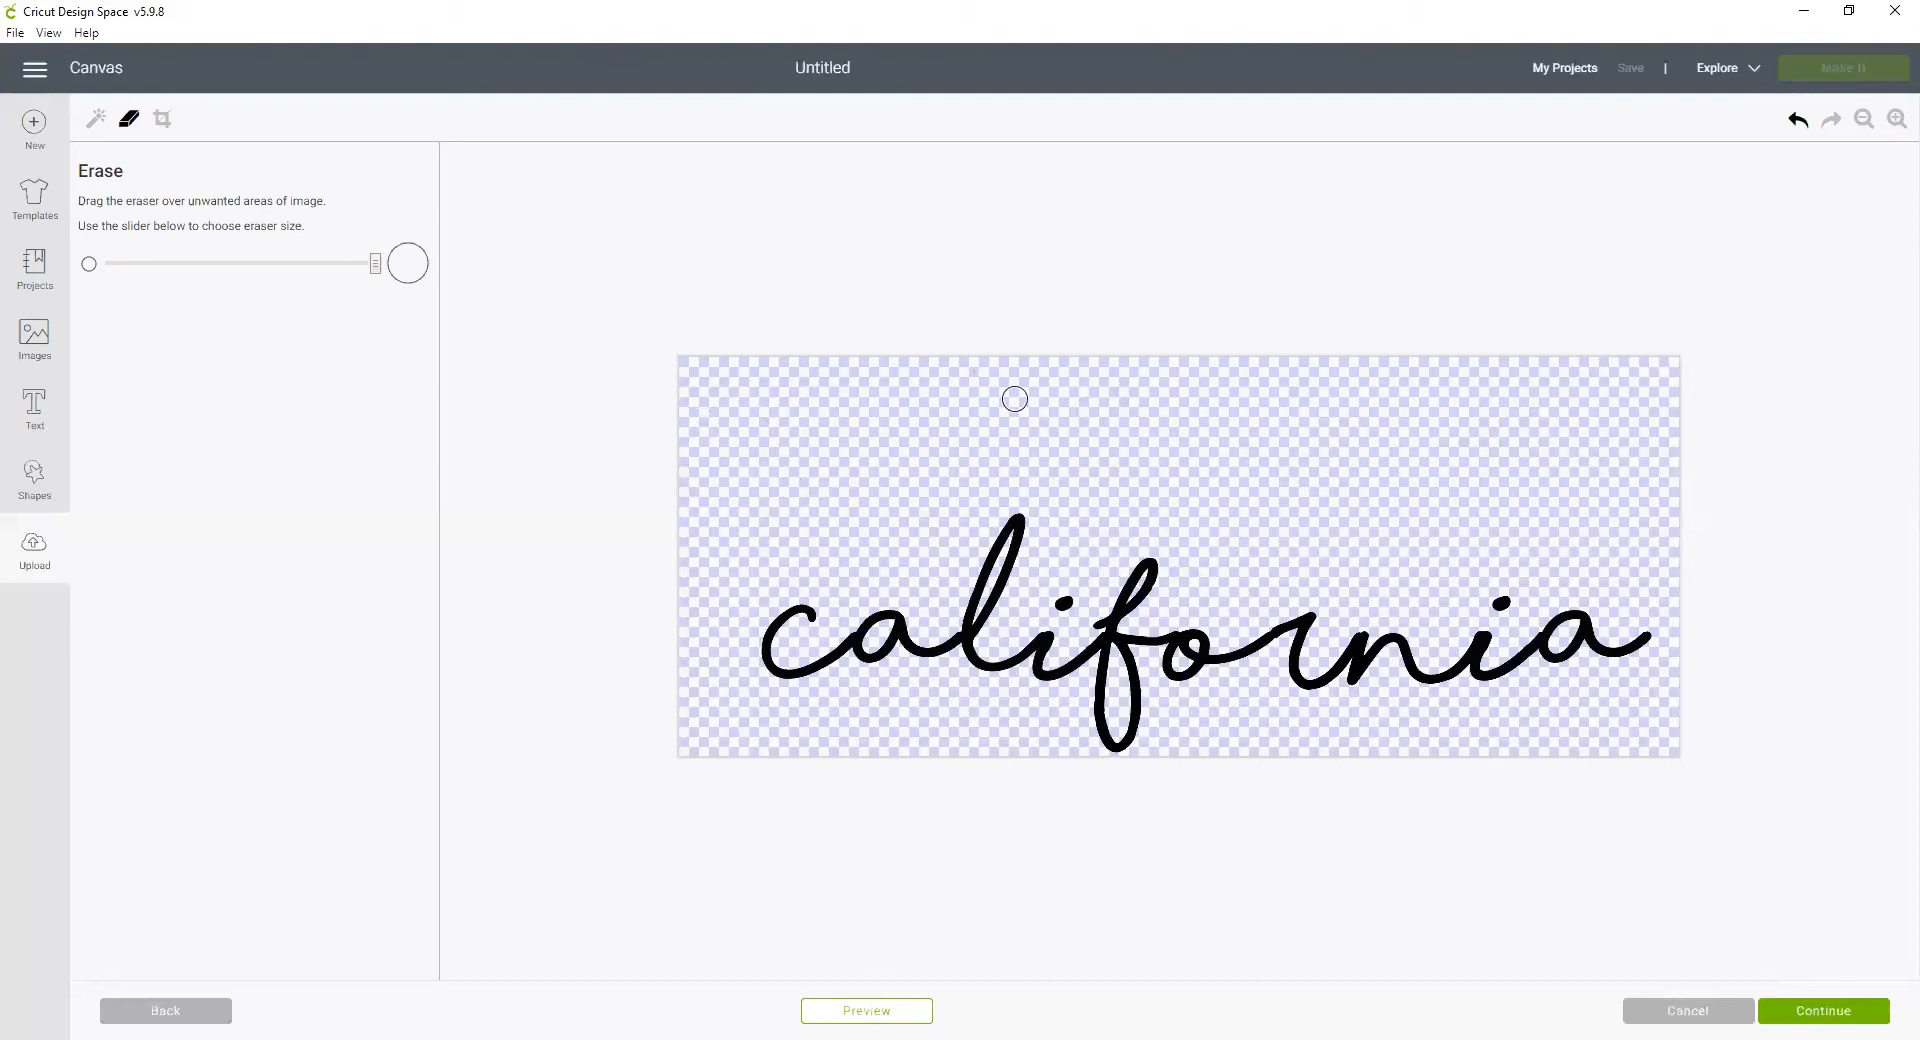 Cricut Design Space v5.9.8
File View Help
Canvas
Untitled
My Projects Save | Explore Make It
New
Templates
Projects
Images
Text
Shapes
Upload
Erase
Drag the eraser over unwanted areas of image.
Use the slider below to choose eraser size.
california
Back
Preview
Cancel
Continue